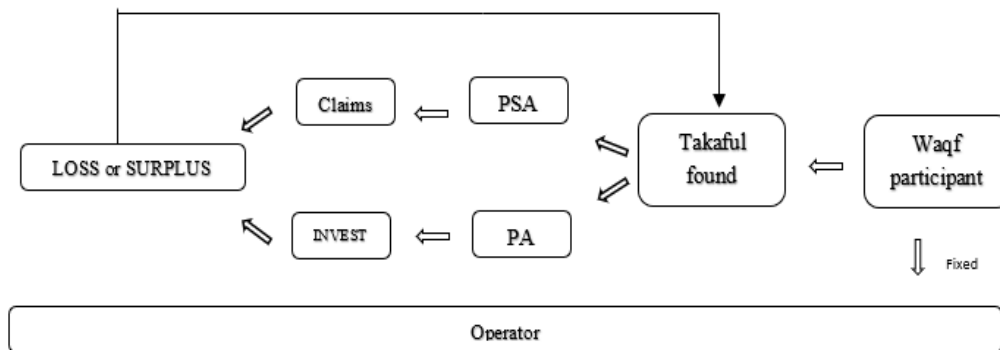 Claims
PSA
Takaful
found
Waqf
participant
LOSS or SURPLUS
INVEST
PA
Fixed
Operator